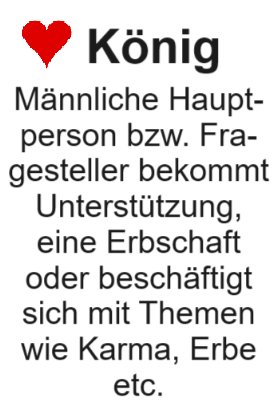 König
Männliche Haupt-
person bzw. Fra-
gesteller bekommt
Unterstützung,
eine Erbschaft
oder beschäftigt
sich mit Themen
wie Karma, Erbe
etc.